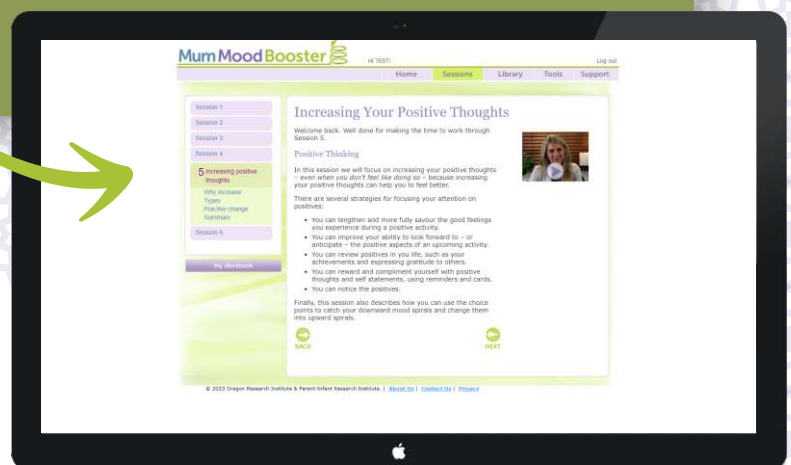 Mum Mood Booster
Hi TEST!
Log out
Home Sessions Library Tools Support
Session 1
Session 2
Session 3
Session 4
5 Increasing positive
thoughts
Why increase
Types
Practise change
Summary
Session 6
My Workbook
Increasing Your Positive Thoughts
Welcome back. Well done for making the time to work through
Session 5.
Positive Thinking
In this session we will focus on increasing your positive thoughts
– even when you don't feel like doing so – because increasing
your positive thoughts can help you to feel better.
There are several strategies for focusing your attention on
positives:
• You can lengthen and more fully savour the good feelings
you experience during a positive activity.
• You can improve your ability to look forward to – or
anticipate – the positive aspects of an upcoming activity.
• You can review positives in you life, such as your
achievements and expressing gratitude to others.
• You can reward and compliment yourself with positive
thoughts and self statements, using reminders and cards.
• You can notice the positives.
Finally, this session also describes how you can use the choice
points to catch your downward mood spirals and change them
into upward spirals.
BACK
NEXT
© 2023 Oregon Research Institute & Parent-Infant Research Institute. | About Us | Contact Us | Privacy